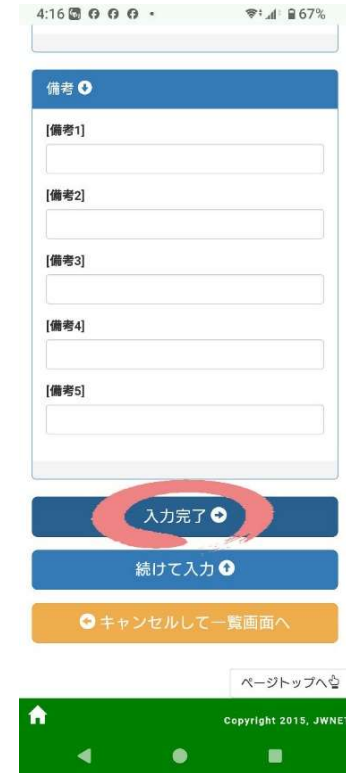 4:16
67%
備考
[備考1]
[備考2]
[備考3]
[備考4]
[備考5]
入力完了
続けて入力
キャンセルして一覧画面へ
ページトップへ
Copyright 2015, JWNET